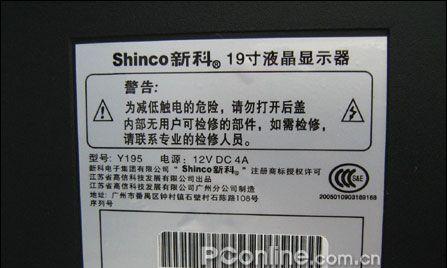 Shinco新科® 19寸液晶显示器
警告:
为减低触电的危险,请勿打开后盖
内部无用户可检修的部件,如需检修,
请联系专业的检修人员。
型号: Y195 电源: 12V DC 4A
新科电子集团有限公司 "Shinco新科®" 注册商标授权许可
江苏省高信科技发展有限公司
江苏省高信科技发展有限公司广州分公司制造
地址:广州市番禺区钟村镇石壁村石陈路108号
序列号
CCC S&E
2005010903189168
PConline.com.cn